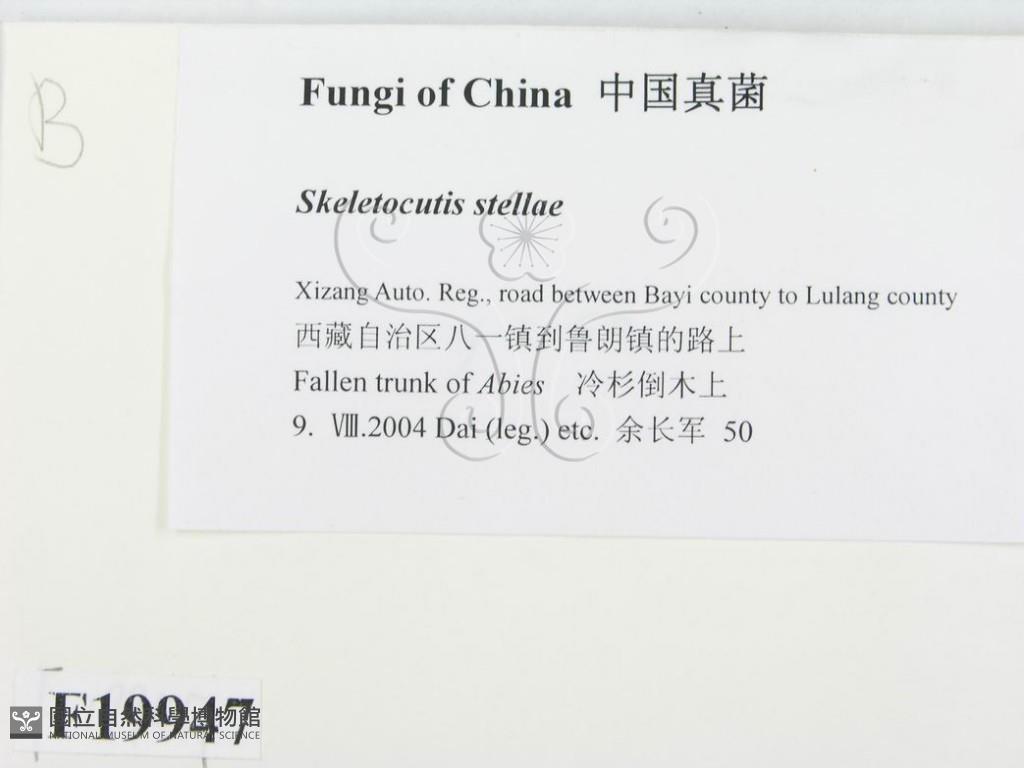 B
Fungi of China 中国真菌
Skeletocutis stellae
Xizang Auto. Reg., road between Bayi county to Lulang county
西藏自治区八一镇到鲁朗镇的路上
Fallen trunk of Abies 冷杉倒木上
9. Ⅷ.2004 Dai (leg.) etc. 余长军 50
F19947
國立自然科學博物館
NATIONAL MUSEUM OF NATURAL SCIENCE